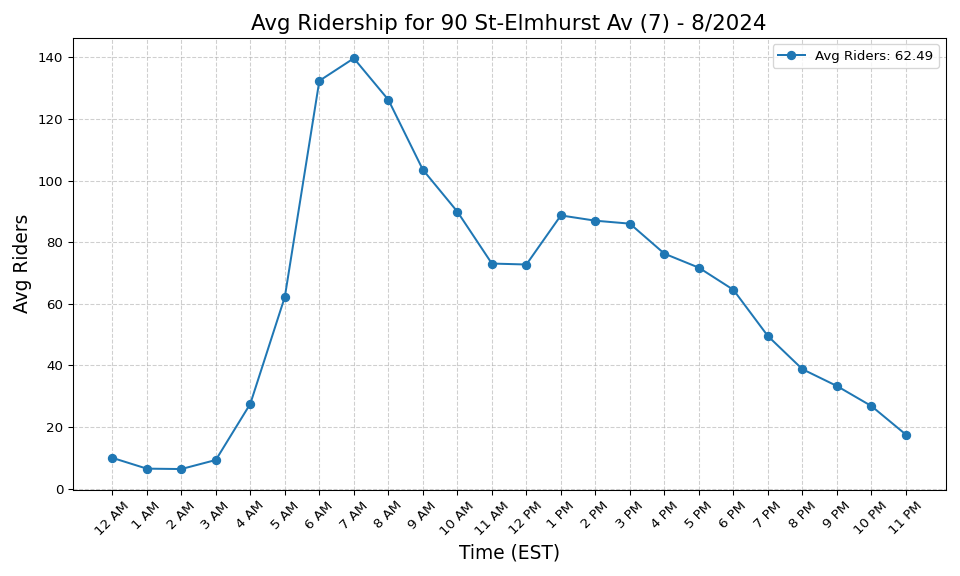 Avg Ridership for 90 St-Elmhurst Av (7) - 8/2024
Avg Riders: 62.49
Avg Riders
140
120
100
80
60
40
20
0
12 AM
1 AM
2 AM
3 AM
4 AM
5 AM
6 AM
7 AM
8 AM
9 AM
10 AM
11 AM
12 PM
1 PM
2 PM
3 PM
4 PM
5 PM
6 PM
7 PM
8 PM
9 PM
10 PM
11 PM
Time (EST)